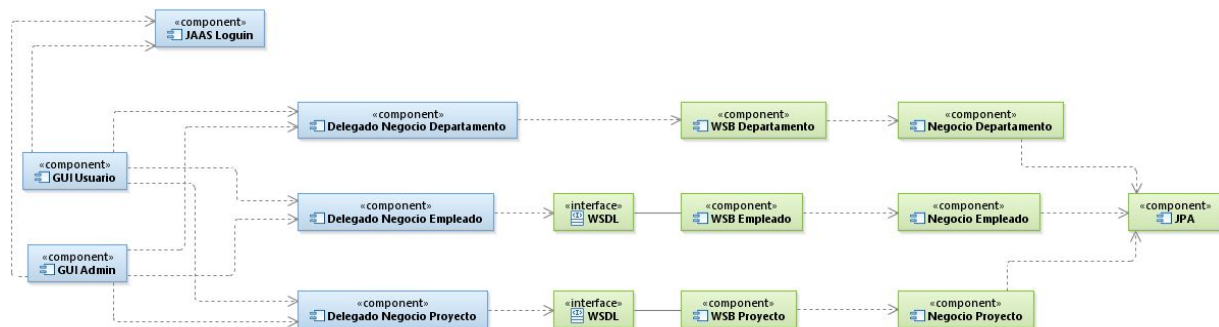 «component»
JAAS Loguin
«component»
Delegado Negocio Departamento
«component»
WSB Departamento
«component»
Negocio Departamento
«component»
GUI Usuario
«component»
Delegado Negocio Empleado
«interface»
WSDL
«component»
WSB Empleado
«component»
Negocio Empleado
«component»
JPA
«component»
GUI Admin
«component»
Delegado Negocio Proyecto
«interface»
WSDL
«component»
WSB Proyecto
«component»
Negocio Proyecto